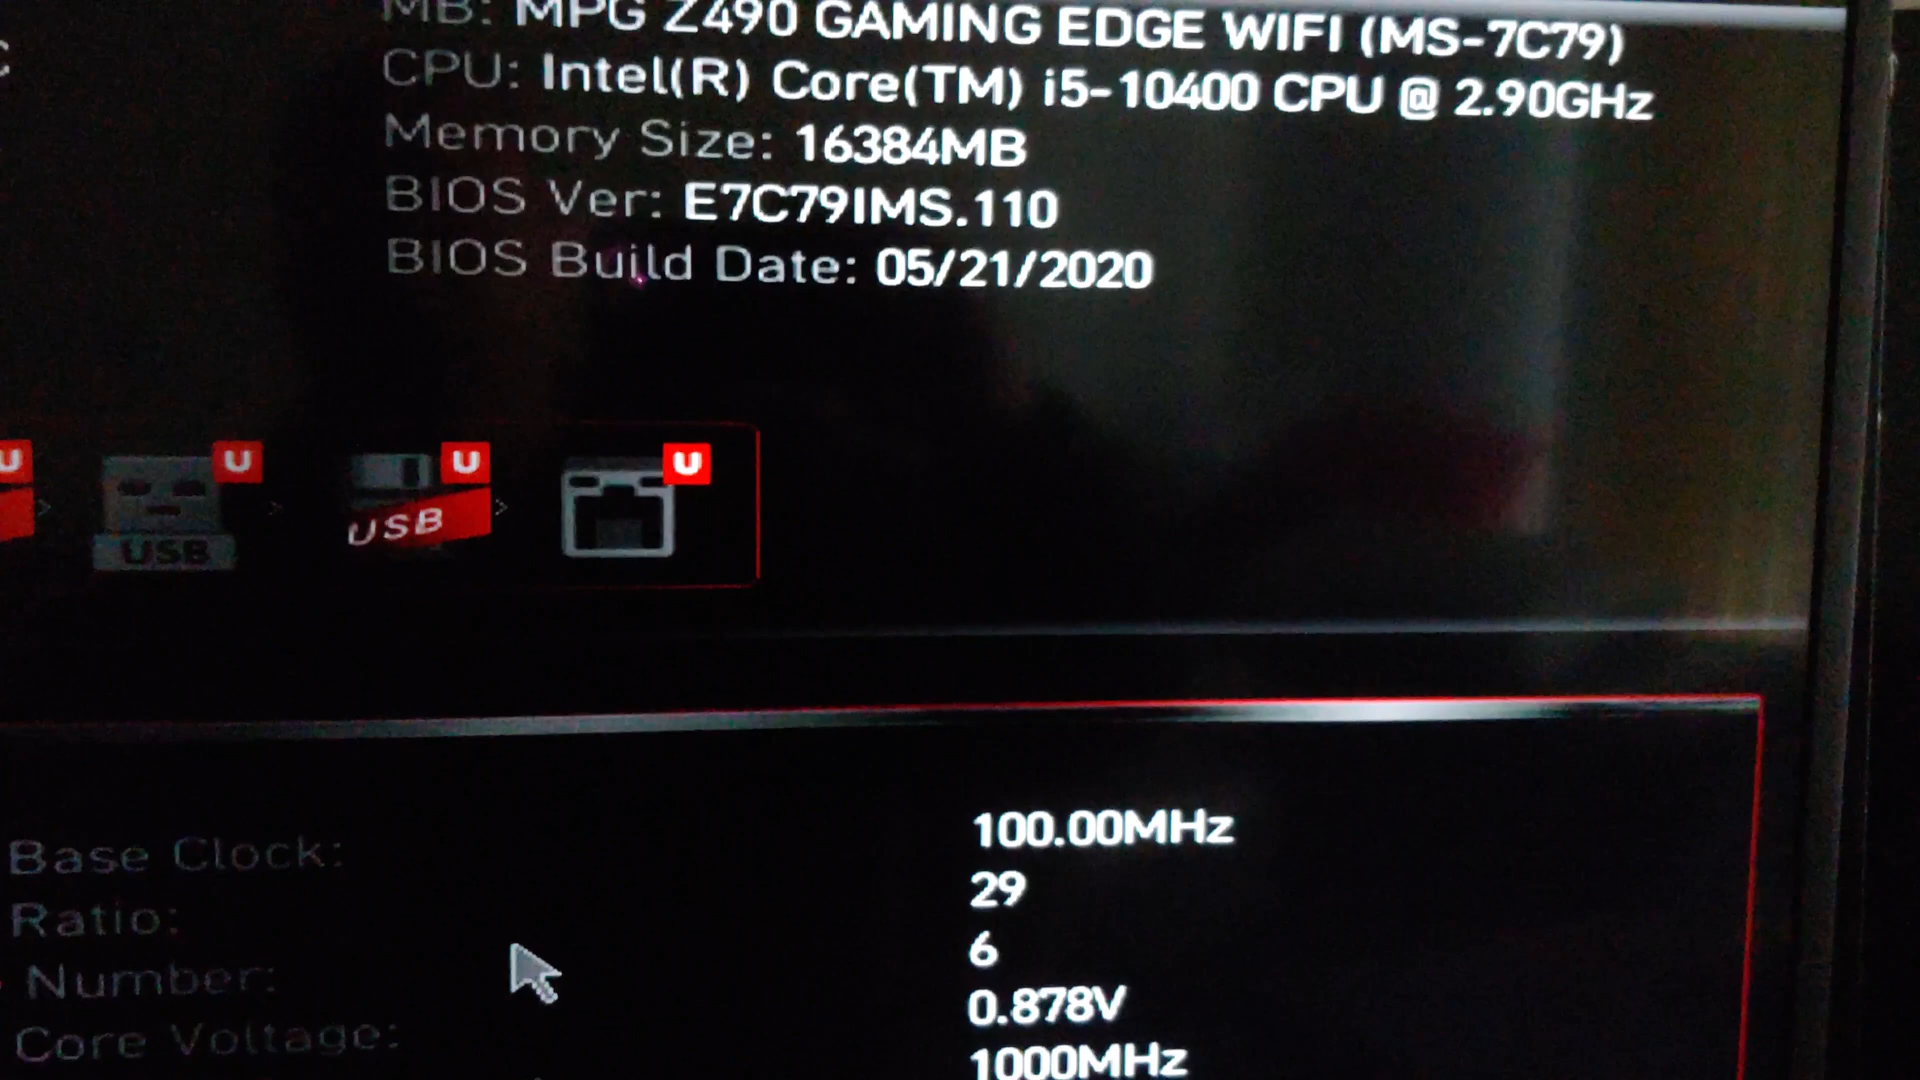 MB: MPG Z490 GAMING EDGE WIFI (MS-7C79)
CPU: Intel(R) Core(TM) i5-10400 CPU @ 2.90GHz
Memory Size: 16384MB
BIOS Ver: E7C79IMS.110
BIOS Build Date: 05/21/2020
U U U U
USB USB
Base Clock: 100.00MHz
Ratio: 29
Number: 6
Core Voltage: 0.878V
1000MHz